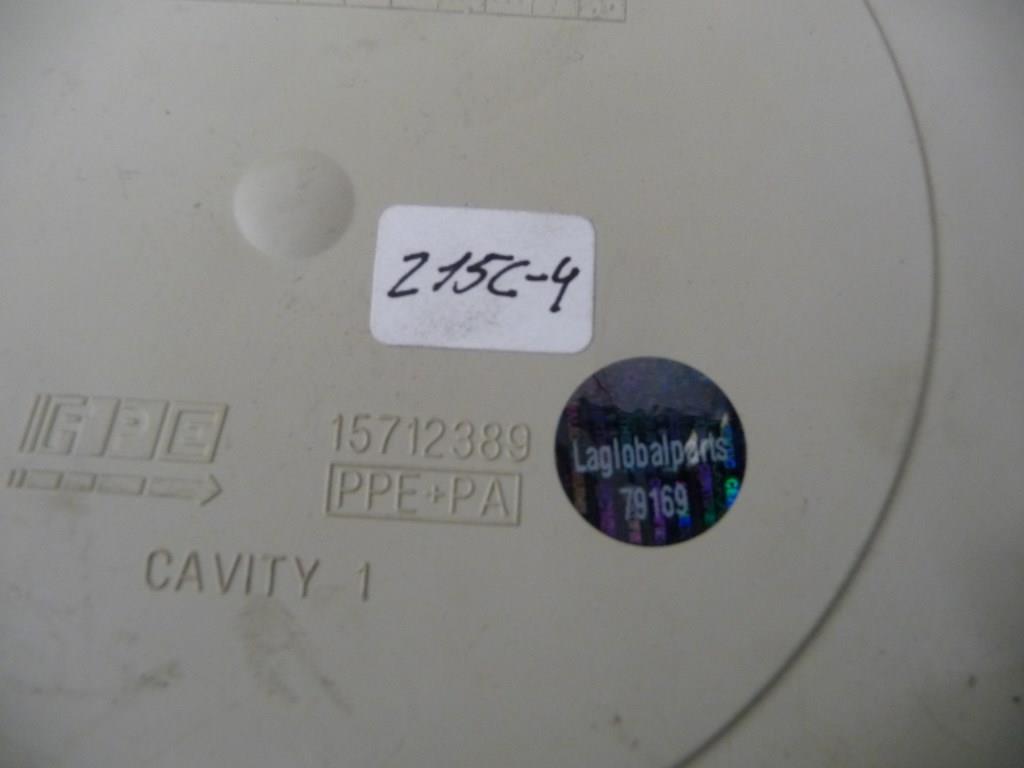 215C-4
GPE
15712389
PPE+PA
Laglobalparts
79169
CAVITY 1